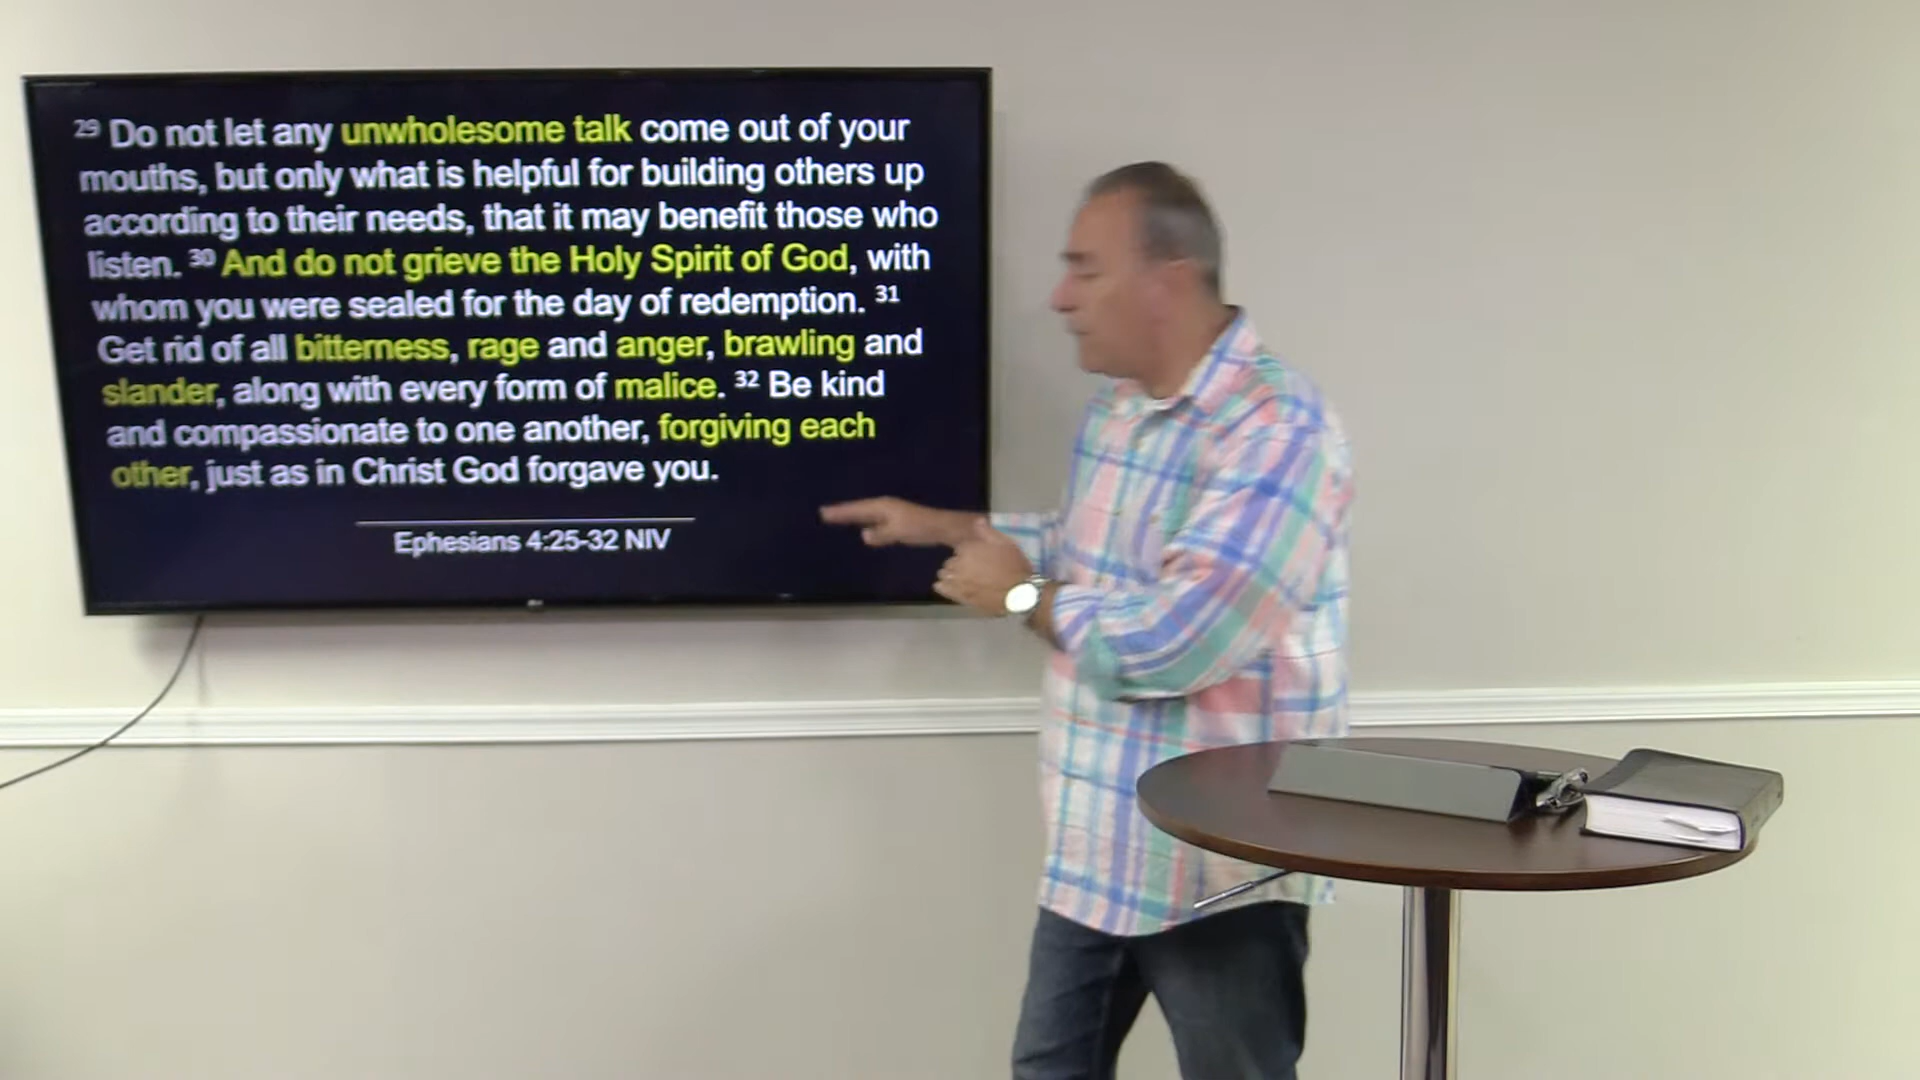 29 Do not let any unwholesome talk come out of your
mouths, but only what is helpful for building others up
according to their needs, that it may benefit those who
listen. 30 And do not grieve the Holy Spirit of God, with
whom you were sealed for the day of redemption. 31
Get rid of all bitterness, rage and anger, brawling and
slander, along with every form of malice. 32 Be kind
and compassionate to one another, forgiving each
other, just as in Christ God forgave you.
Ephesians 4:25-32 NIV